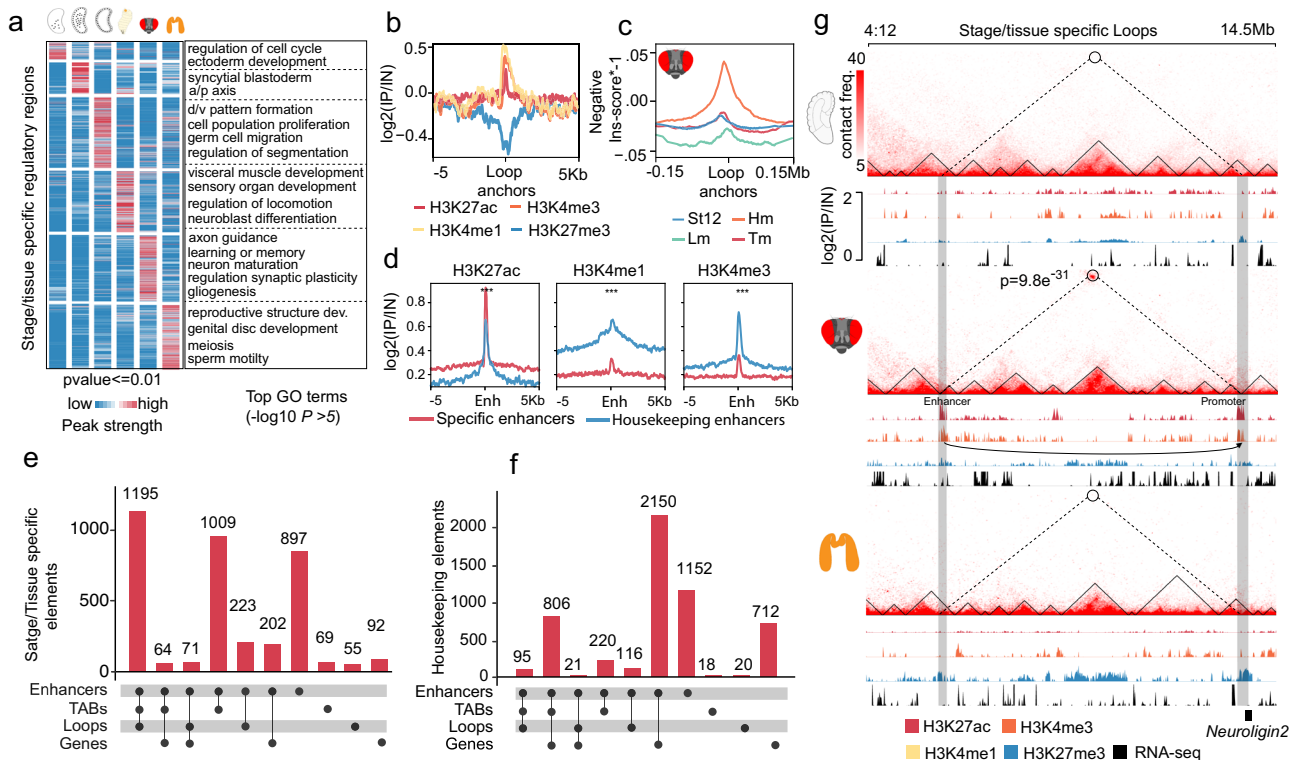 a
Stage/tissue specific regulatory regions
regulation of cell cycle
ectoderm development
syncytial blastoderm
a/p axis
d/v pattern formation
cell population proliferation
germ cell migration
regulation of segmentation
visceral muscle development
sensory organ development
regulation of locomotion
neuroblast differentiation
axon guidance
learning or memory
neuron maturation
regulation synaptic plasticity
gliogenesis
reproductive structure dev.
genital disc development
meiosis
sperm motilty
pvalue<=0.01
low high
Peak strength
Top GO terms
(-log10 P >5)
b
log2(IP/IN)
0.5
0.0
−0.4
-5 Loop 5Kb
anchors
H3K27ac H3K4me3
H3K4me1 H3K27me3
c
Negative
Ins-score*-1
.05
0.00
-.05
-0.15 Loop 0.15Mb
anchors
St12 Hm
Lm Tm
d
H3K27ac H3K4me1 H3K4me3
log2(IP/IN)
*** *** ***
0.8
0.6
0.4
0.2
-5 Enh 5Kb -5 Enh 5Kb -5 Enh 5Kb
Specific enhancers Housekeeping enhancers
e
Satge/Tissue specific
elements
1000
500
0
1195 64 71 1009 223 202 897 69 55 92
Enhancers
TABs
Loops
Genes
f
Housekeeping elements
2000
1500
1000
500
0
95 806 21 220 116 2150 1152 18 20 712
Enhancers
TABs
Loops
Genes
g
Stage/tissue specific Loops
4:12 14.5Mb
40
contact freq.
5
2
log2(IP/IN)
0
p=9.8e-31
Enhancer Promoter
Neuroligin2
H3K27ac H3K4me3
H3K4me1 H3K27me3 RNA-seq